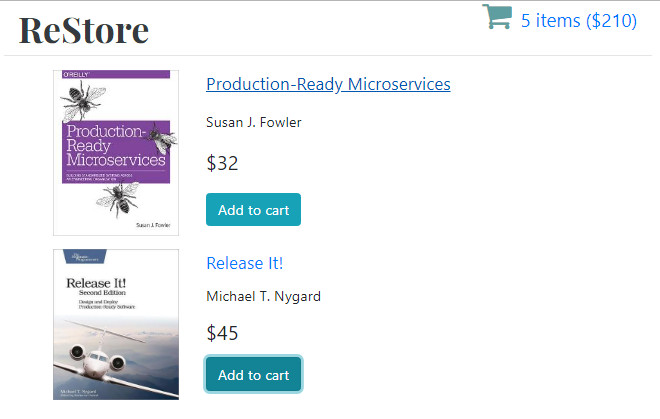 ReStore
5 items ($210)
O'REILLY
Production-
Ready
Microservices
Susan J. Fowler
Production-Ready Microservices
Susan J. Fowler
$32
Add to cart
Release It!
Second Edition
Design and Deploy
Production-Ready Software
Michael T. Nygard
Release It!
Michael T. Nygard
$45
Add to cart